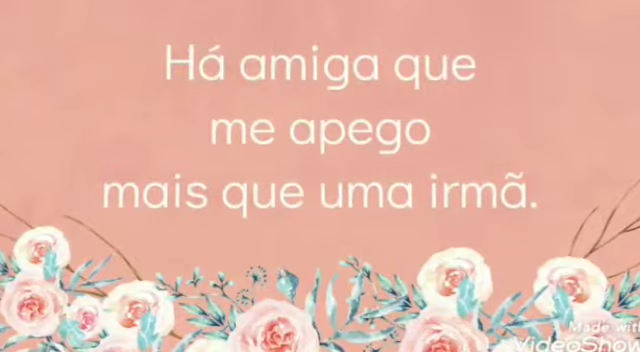 Há amiga que
me apego
mais que uma irmã.
Made with
VideoShow